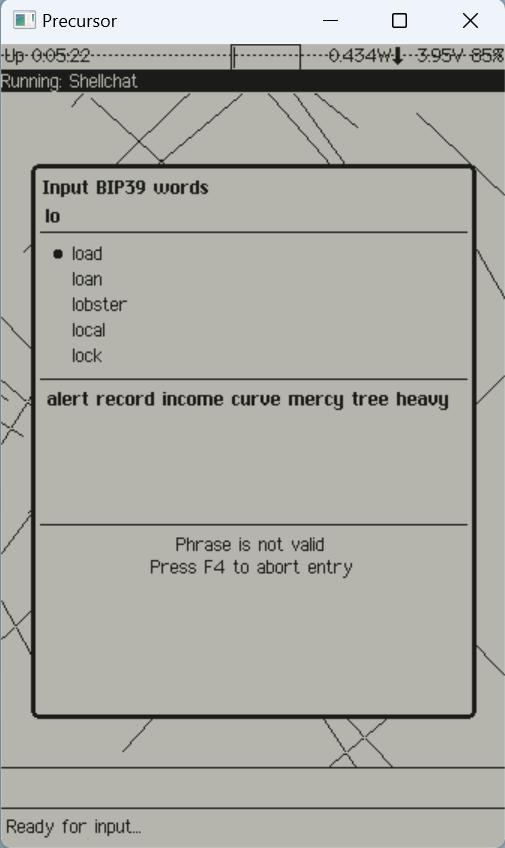 Precursor
Up 0:05:22 0.434W 3.95V 85%
Running: Shellchat
Input BIP39 words
lo
load
loan
lobster
local
lock
alert record income curve mercy tree heavy
Phrase is not valid
Press F4 to abort entry
Ready for input...